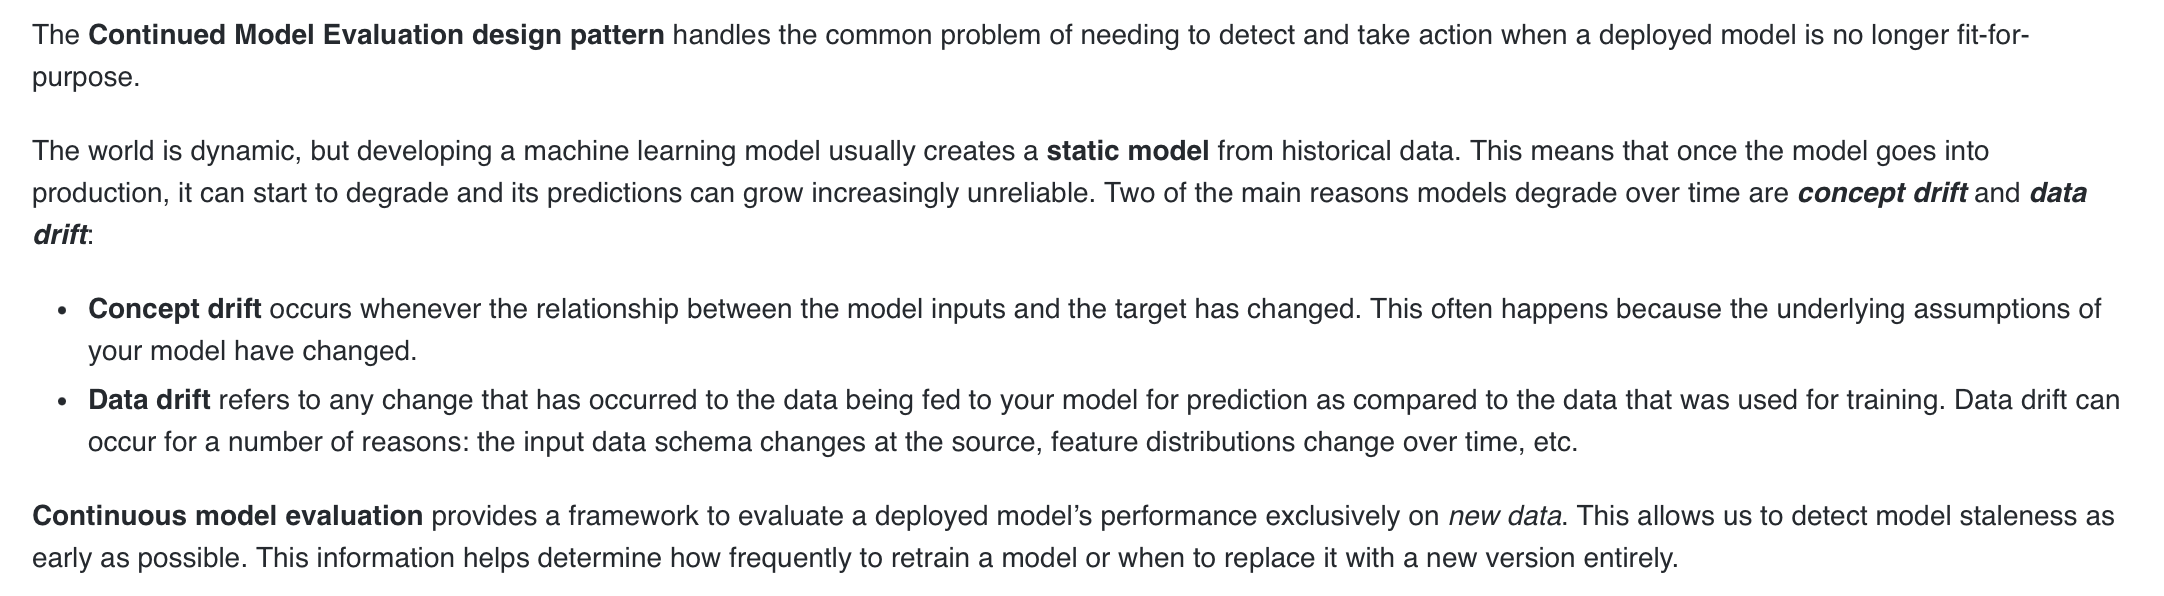 The Continued Model Evaluation design pattern handles the common problem of needing to detect and take action when a deployed model is no longer fit-for-
purpose.
The world is dynamic, but developing a machine learning model usually creates a static model from historical data. This means that once the model goes into
production, it can start to degrade and its predictions can grow increasingly unreliable. Two of the main reasons models degrade over time are concept drift and data
drift:
• Concept drift occurs whenever the relationship between the model inputs and the target has changed. This often happens because the underlying assumptions of
your model have changed.
• Data drift refers to any change that has occurred to the data being fed to your model for prediction as compared to the data that was used for training. Data drift can
occur for a number of reasons: the input data schema changes at the source, feature distributions change over time, etc.
Continuous model evaluation provides a framework to evaluate a deployed model’s performance exclusively on new data. This allows us to detect model staleness as
early as possible. This information helps determine how frequently to retrain a model or when to replace it with a new version entirely.